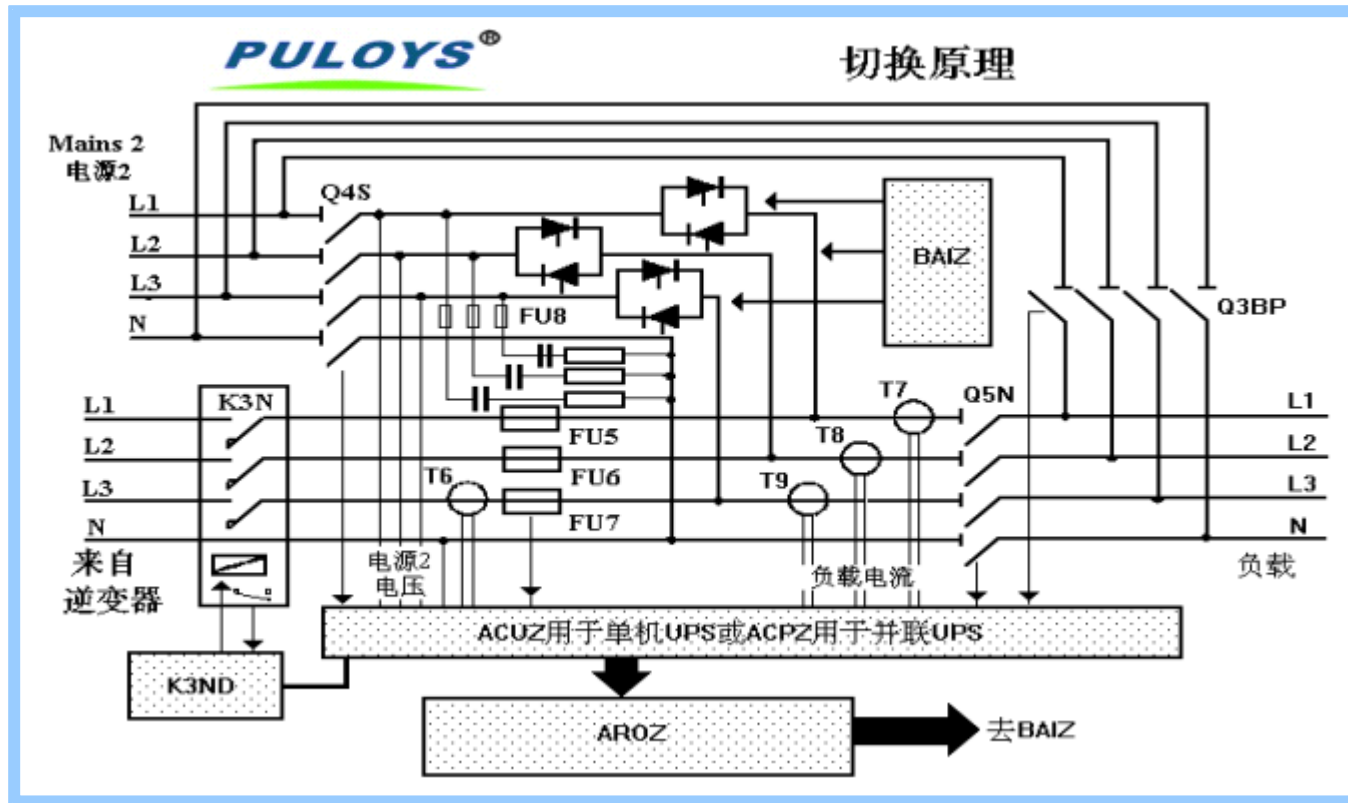 PULOYS®
切换原理
Mains 2
电源2
L1
Q4S
L2
BAIZ
L3
Q3BP
N
FU8
T7
K3N
Q5N
L1
L1
FU5
T8
L2
L2
T6
FU6
T9
L3
L3
FU7
N
N
来自
逆变器
电源2
电压
负载电流
负载
ACUZ用于单机UPS或ACPZ用于并联UPS
K3ND
AROZ
去BAIZ